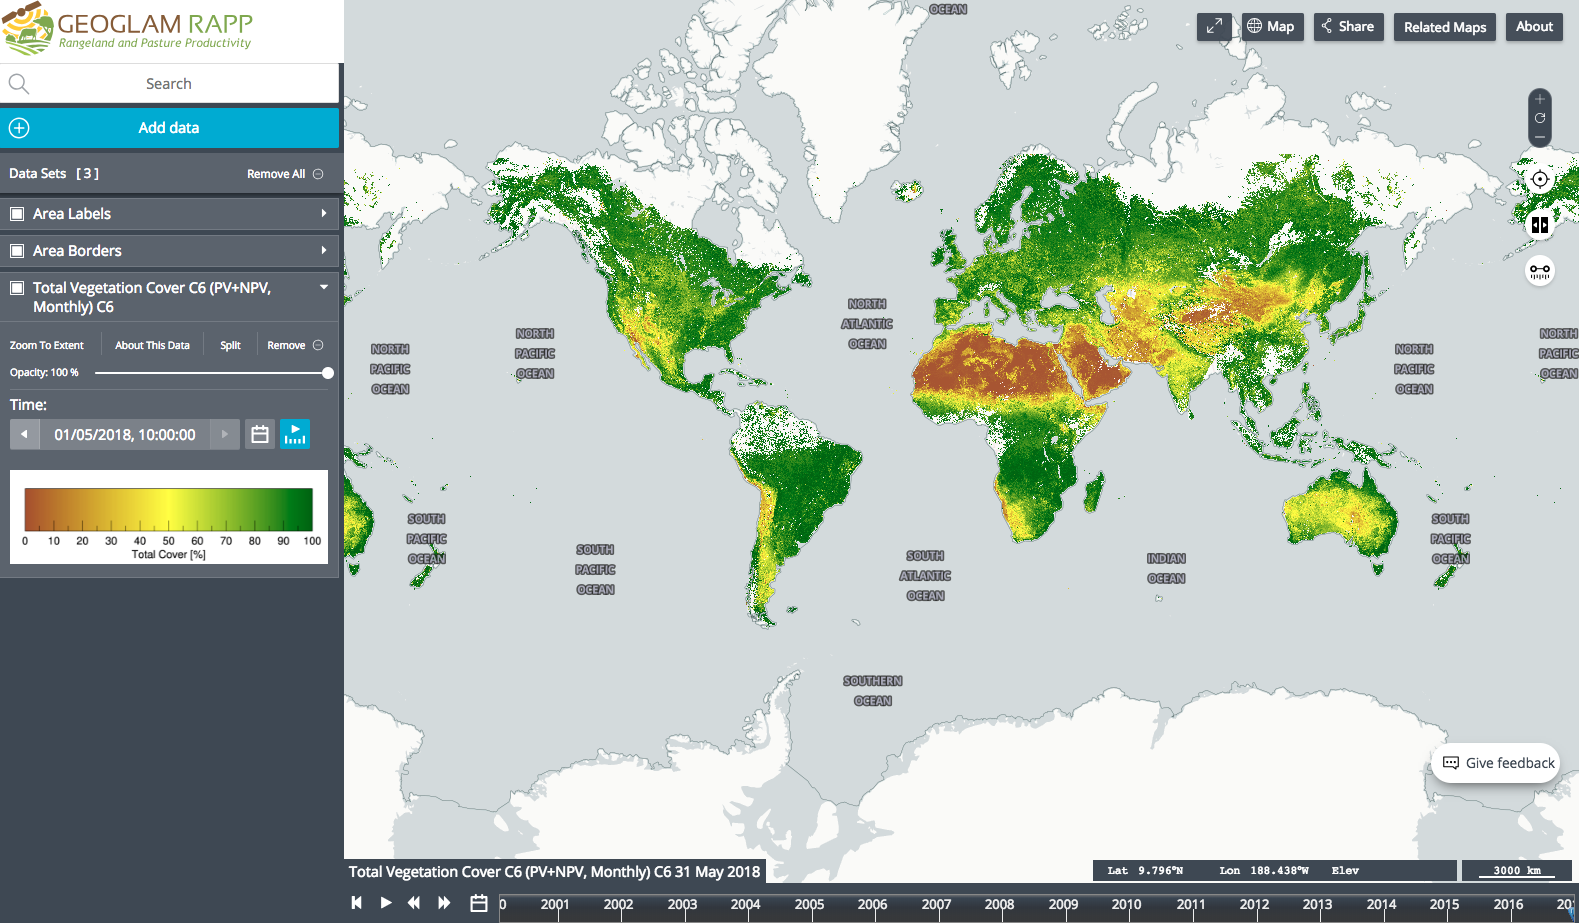 GEOGLAM RAPP
Rangeland and Pasture Productivity
Search
Add data
Data Sets [ 3 ]
Remove All
Area Labels
Area Borders
Total Vegetation Cover C6 (PV+NPV,
Monthly) C6
Zoom To Extent
About This Data
Split
Remove
Opacity: 100 %
Time:
01/05/2018, 10:00:00
0 10 20 30 40 50 60 70 80 90 100
Total Cover [%]
OCEAN
Map
Share
Related Maps
About
NORTH
PACIFIC
OCEAN
NORTH
PACIFIC
OCEAN
NORTH
ATLANTIC
OCEAN
NORTH
PACIFIC
OCEAN
NORTH
PACIFIC
OCEAN
SOUTH
PACIFIC
OCEAN
SOUTH
PACIFIC
OCEAN
SOUTH
ATLANTIC
OCEAN
INDIAN
OCEAN
SOUTH
PACIFIC
OCEAN
SOUTHERN
OCEAN
Give feedback
Total Vegetation Cover C6 (PV+NPV, Monthly) C6 31 May 2018
Lat 9.796°N Lon 188.438°W Elev
3000 km
0 2001 2002 2003 2004 2005 2006 2007 2008 2009 2010 2011 2012 2013 2014 2015 2016